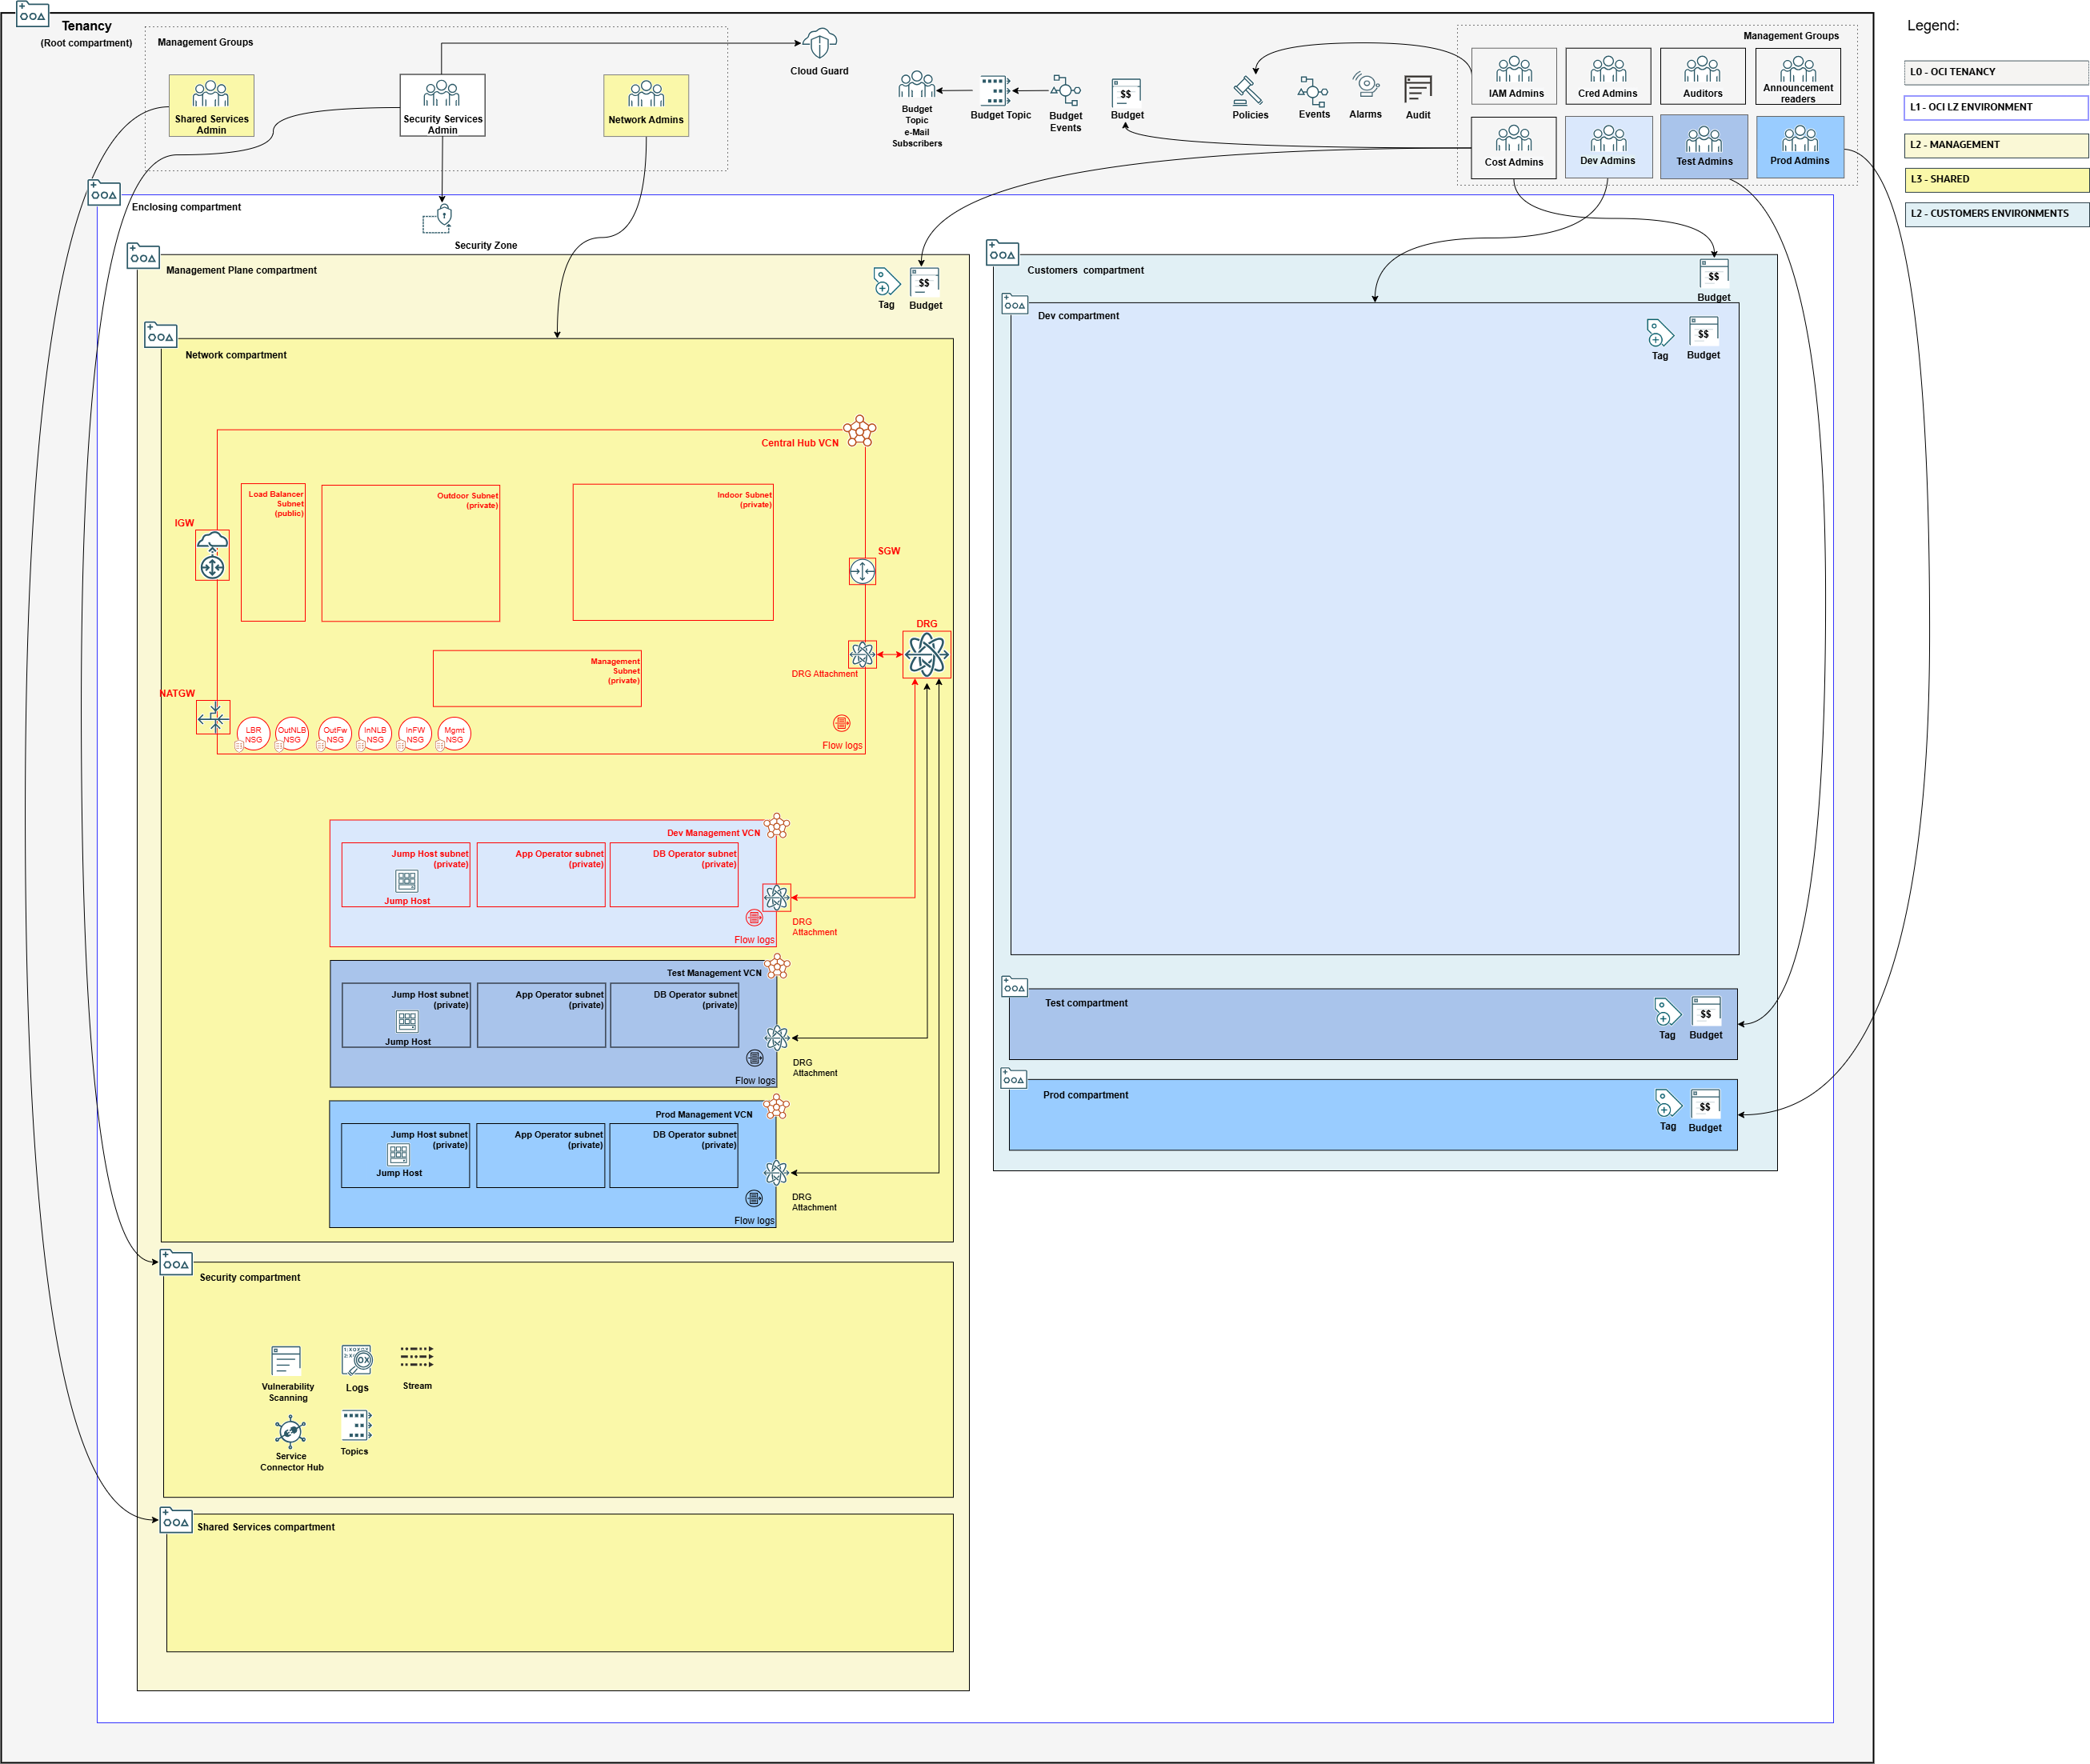 Tenancy
(Root compartment)
Management Groups
Shared Services
Admin
Security Services
Admin
Network Admins
Cloud Guard
Budget
Topic
e-Mail
Subscribers
Budget Topic
Budget
Events
$$
Budget
Policies
Events
Alarms
Audit
Management Groups
IAM Admins
Cred Admins
Auditors
Announcement
readers
Cost Admins
Dev Admins
Test Admins
Prod Admins
Legend:
L0 - OCI TENANCY
L1 - OCI LZ ENVIRONMENT
L2 - MANAGEMENT
L3 - SHARED
L2 - CUSTOMERS ENVIRONMENTS
Enclosing compartment
Security Zone
Management Plane compartment
Tag
$$
Budget
Network compartment
Central Hub VCN
Load Balancer
Subnet
(public)
Outdoor Subnet
(private)
Indoor Subnet
(private)
IGW
SGW
DRG
DRG Attachment
Management
Subnet
(private)
NATGW
LBR
NSG
OutNLB
NSG
OutFw
NSG
InNLB
NSG
InFW
NSG
Mgmt
NSG
Flow logs
Dev Management VCN
Jump Host subnet
(private)
Jump Host
App Operator subnet
(private)
DB Operator subnet
(private)
DRG
Attachment
Flow logs
Test Management VCN
Jump Host subnet
(private)
Jump Host
App Operator subnet
(private)
DB Operator subnet
(private)
DRG
Attachment
Flow logs
Prod Management VCN
Jump Host subnet
(private)
Jump Host
App Operator subnet
(private)
DB Operator subnet
(private)
DRG
Attachment
Flow logs
Security compartment
Vulnerability
Scanning
Logs
Stream
Service
Connector Hub
Topics
Shared Services compartment
Customers compartment
$$
Budget
Dev compartment
Tag
$$
Budget
Test compartment
Tag
$$
Budget
Prod compartment
Tag
$$
Budget